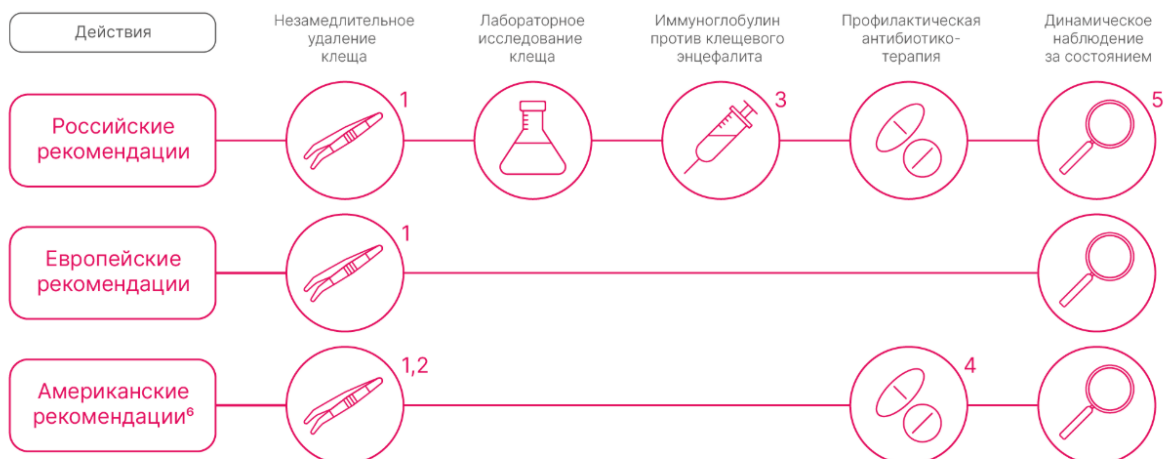 Действия
Незамедлительное
удаление
клеща
Лабораторное
исследование
клеща
Иммуноглобулин
против клещевого
энцефалита
Профилактическая
антибиотико-
терапия
Динамическое
наблюдение
за состоянием
Российские
рекомендации
1
3
5
Европейские
рекомендации
1
Американские
рекомендации⁶
1,2
4